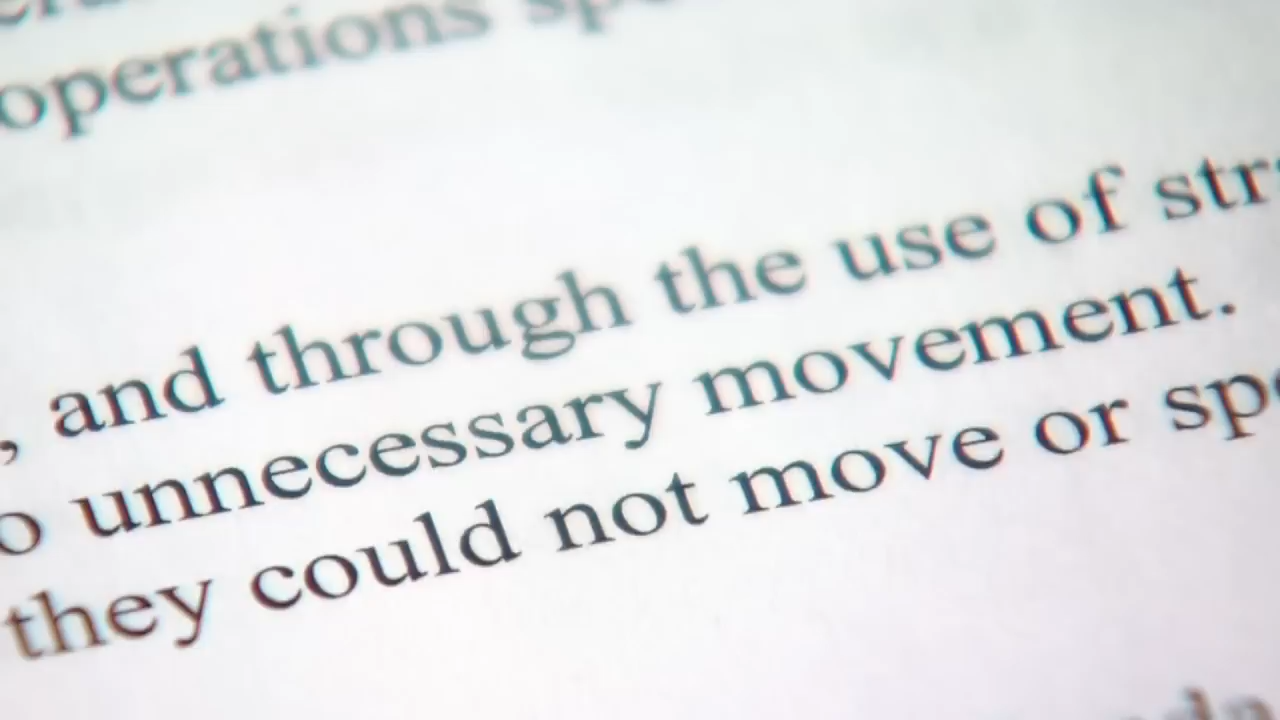 operations
, and through the use of
unnecessary movement.
they could not move or